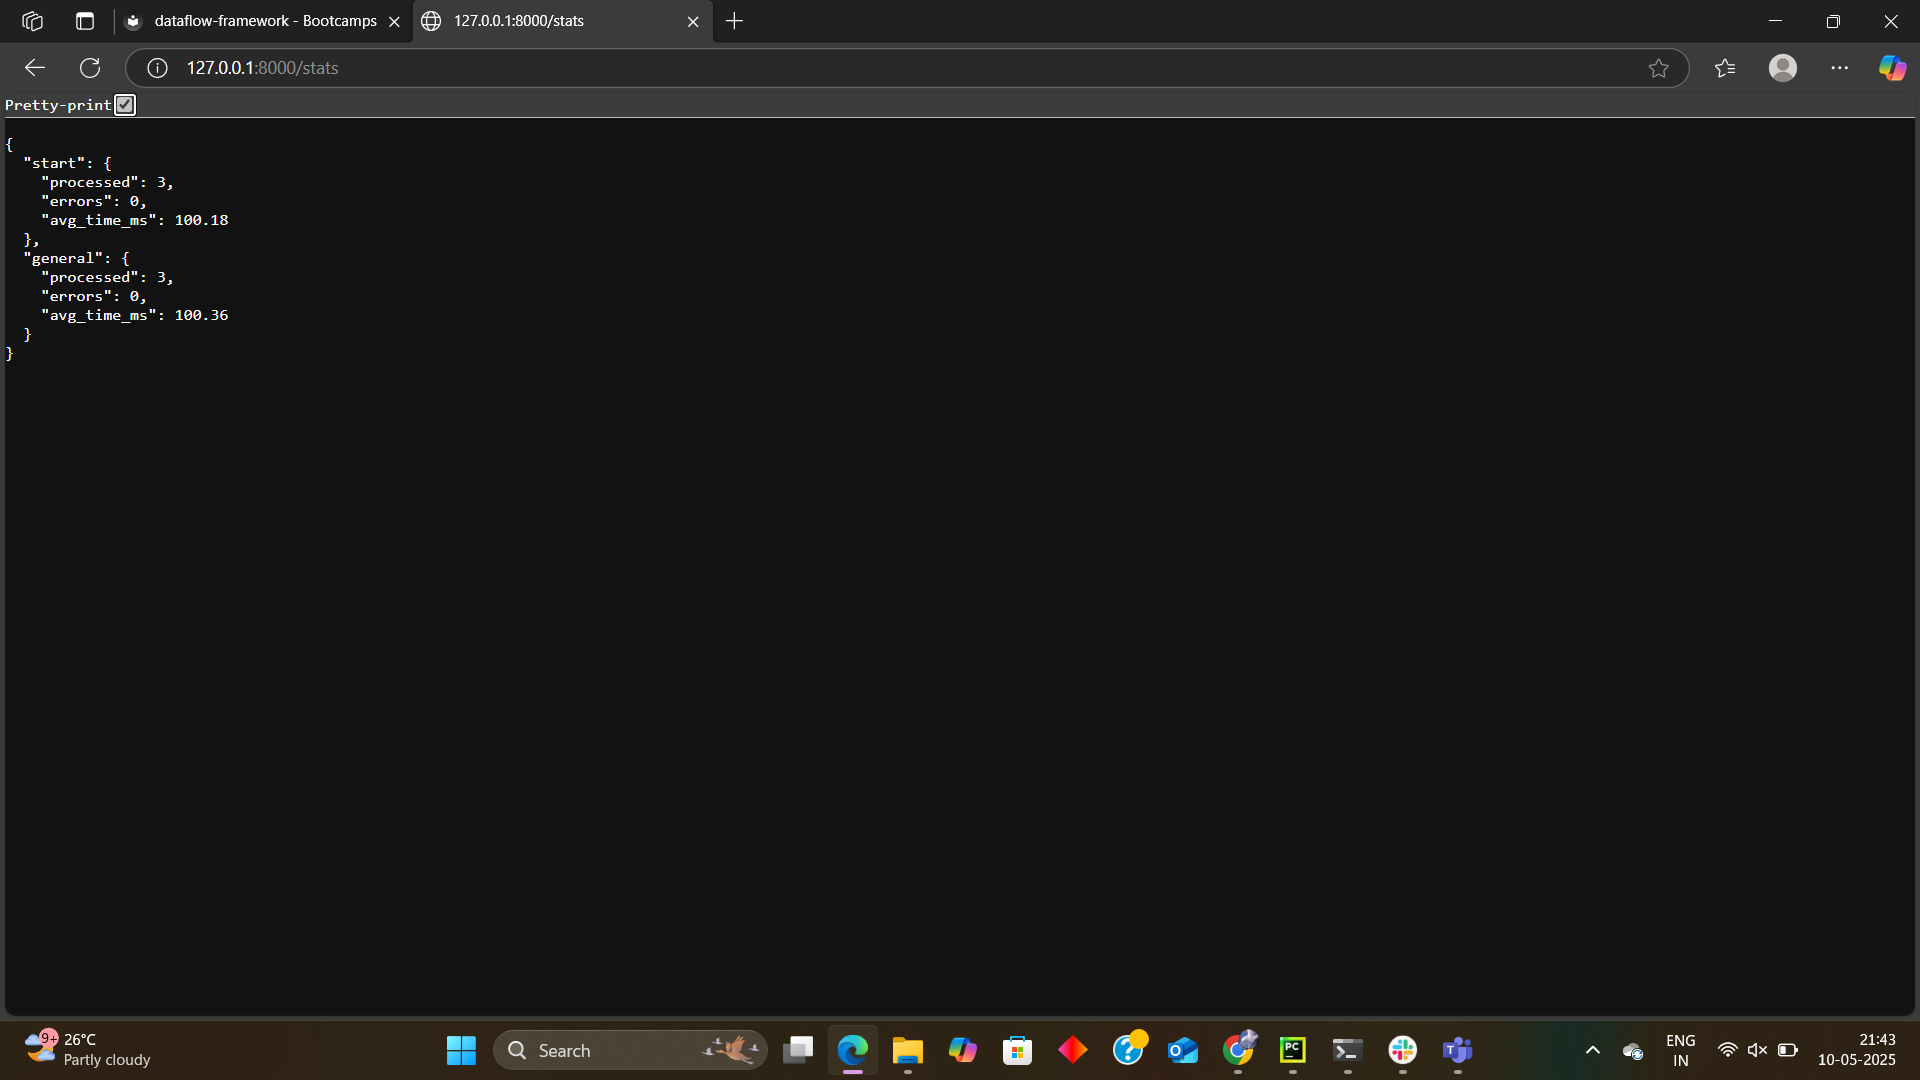 dataflow-framework - Bootcamps
127.0.0.1:8000/stats
127.0.0.1:8000/stats
Pretty-print
{
  "start": {
    "processed": 3,
    "errors": 0,
    "avg_time_ms": 100.18
  },
  "general": {
    "processed": 3,
    "errors": 0,
    "avg_time_ms": 100.36
  }
}
9+
26°C
Partly cloudy
Search
PC
ENG
IN
21:43
10-05-2025